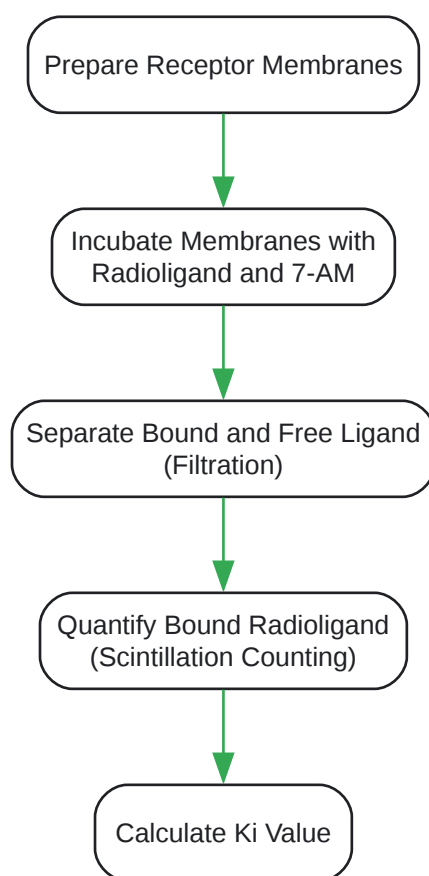 Prepare Receptor Membranes
Incubate Membranes with
Radioligand and 7-AM
Separate Bound and Free Ligand
(Filtration)
Quantify Bound Radioligand
(Scintillation Counting)
Calculate Ki Value